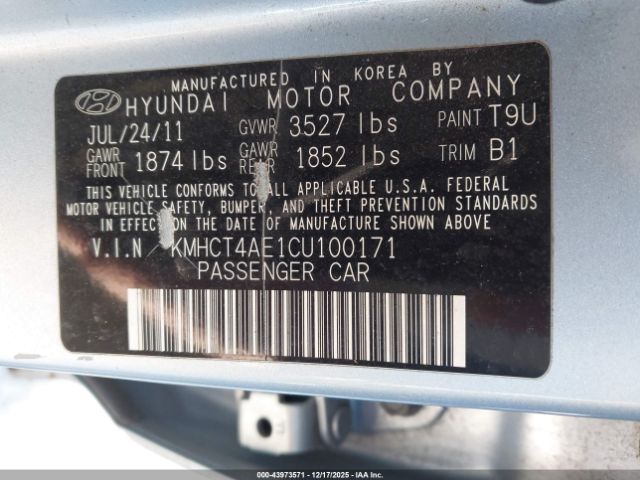 MANUFACTURED IN KOREA BY
HYUNDAI MOTOR COMPANY
JUL/24/11 GVWR 3527 lbs PAINT T9U
GAWR FRONT 1874 lbs GAWR REAR 1852 lbs TRIM B1
THIS VEHICLE CONFORMS TO ALL APPLICABLE U.S.A. FEDERAL
MOTOR VEHICLE SAFETY, BUMPER, AND THEFT PREVENTION STANDARDS
IN EFFECT ON THE DATE OF MANUFACTURE SHOWN ABOVE
V.I.N KMHCT4AE1CU100171
PASSENGER CAR
000-43973571 - 12/17/2025 - IAAI.COM